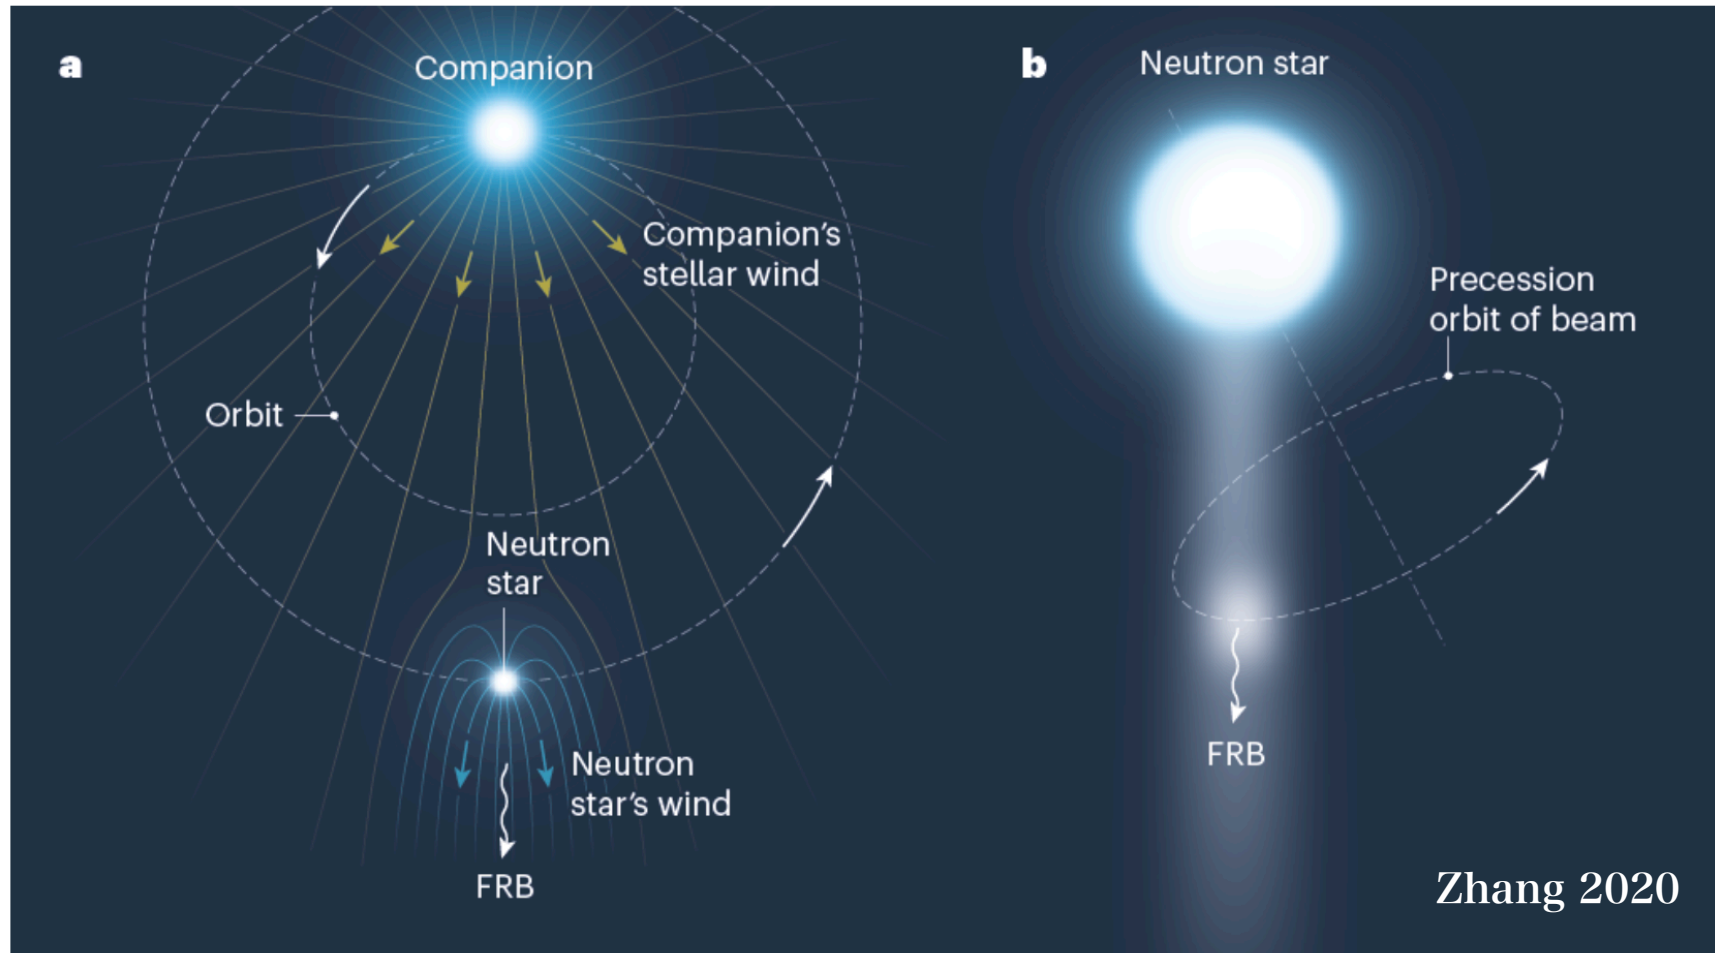 a
Companion
Companion's
stellar wind
Orbit
Neutron
star
Neutron
star's wind
FRB
b
Neutron star
Precession
orbit of beam
FRB
Zhang 2020